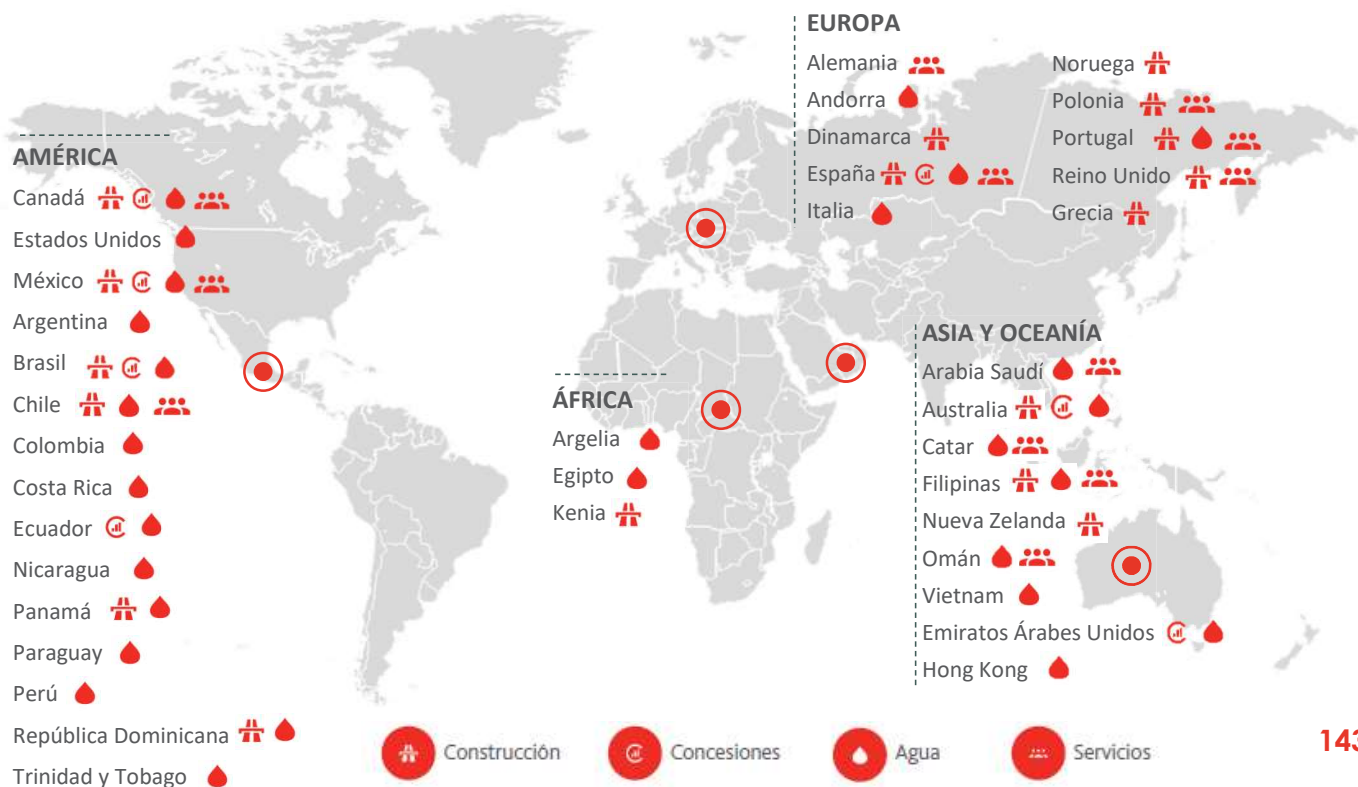 AMÉRICA
Canadá
Estados Unidos
México
Argentina
Brasil
Chile
Colombia
Costa Rica
Ecuador
Nicaragua
Panamá
Paraguay
Perú
República Dominicana
Trinidad y Tobago
EUROPA
Alemania
Andorra
Dinamarca
España
Italia
Noruega
Polonia
Portugal
Reino Unido
Grecia
ÁFRICA
Argelia
Egipto
Kenia
ASIA Y OCEANÍA
Arabia Saudí
Australia
Catar
Filipinas
Nueva Zelanda
Omán
Vietnam
Emiratos Árabes Unidos
Hong Kong
Construcción
Concesiones
Agua
Servicios
143